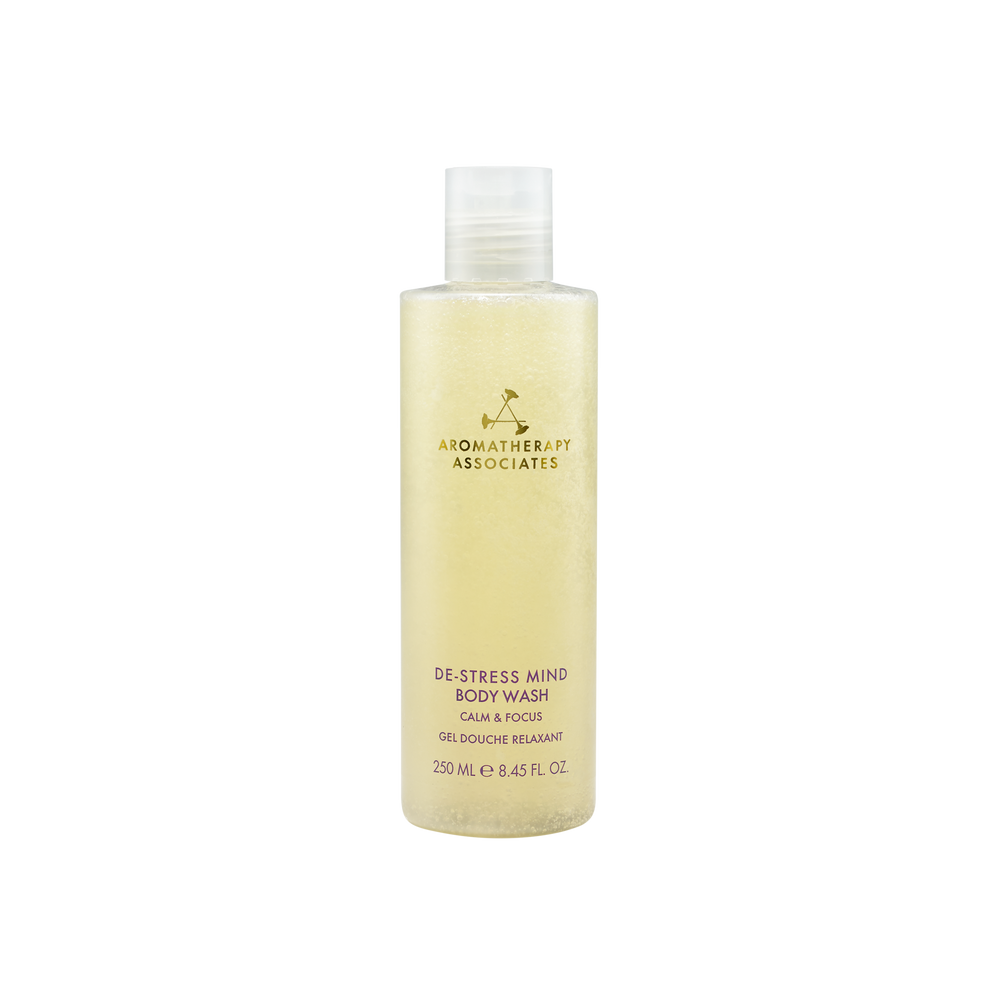 AROMATHERAPY
ASSOCIATES
DE-STRESS MIND
BODY WASH
CALM & FOCUS
GEL DOUCHE RELAXANT
250 ML ℮ 8.45 FL. OZ.